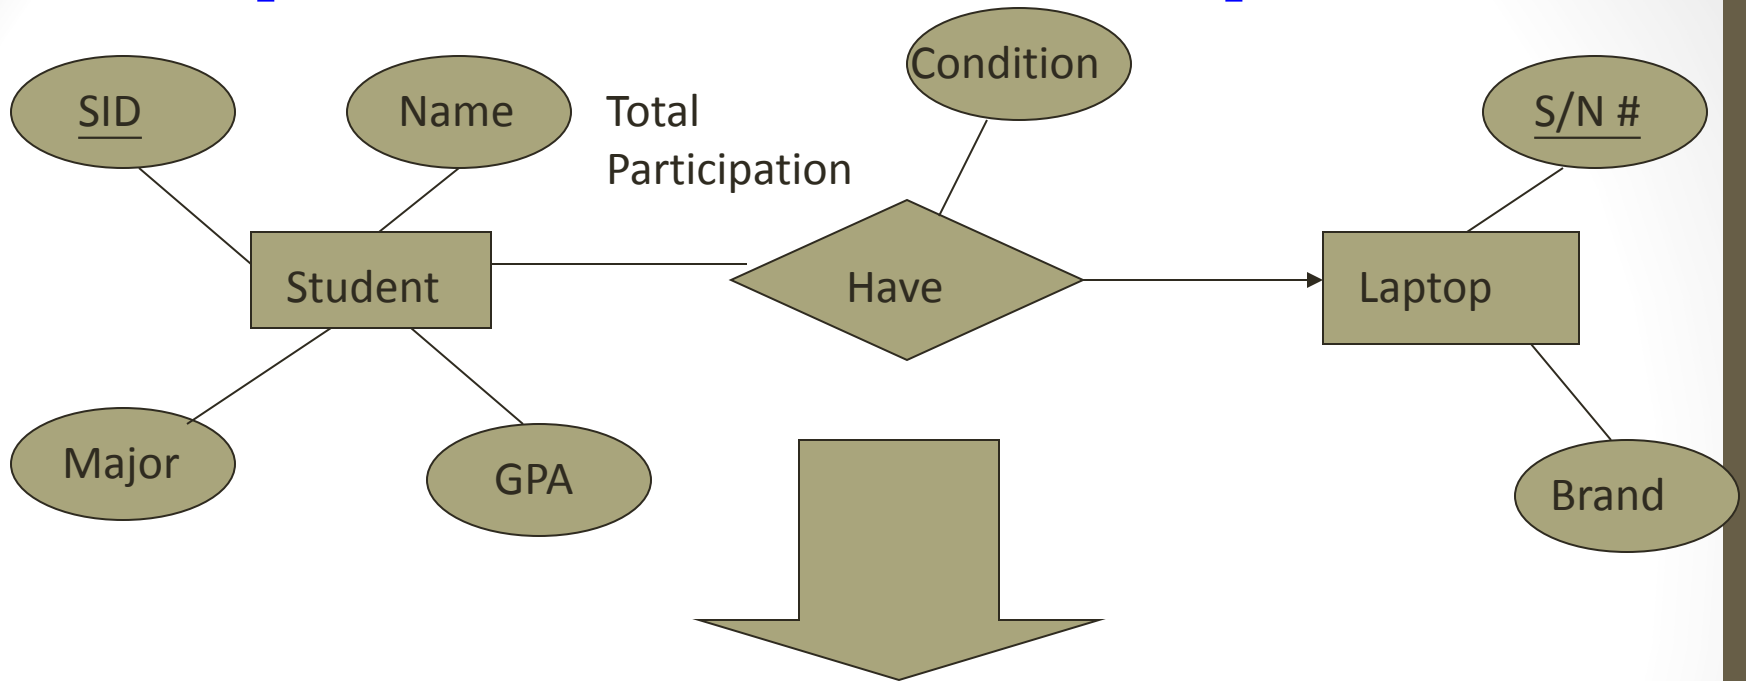 SID
Name
Total
Participation
Condition
S/N #
Student
Have
Laptop
Major
GPA
Brand